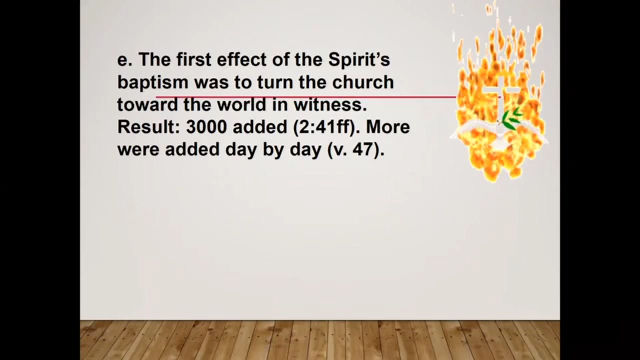 e. The first effect of the Spirit's
baptism was to turn the church
toward the world in witness.
Result: 3000 added (2:41ff). More
were added day by day (v. 47).